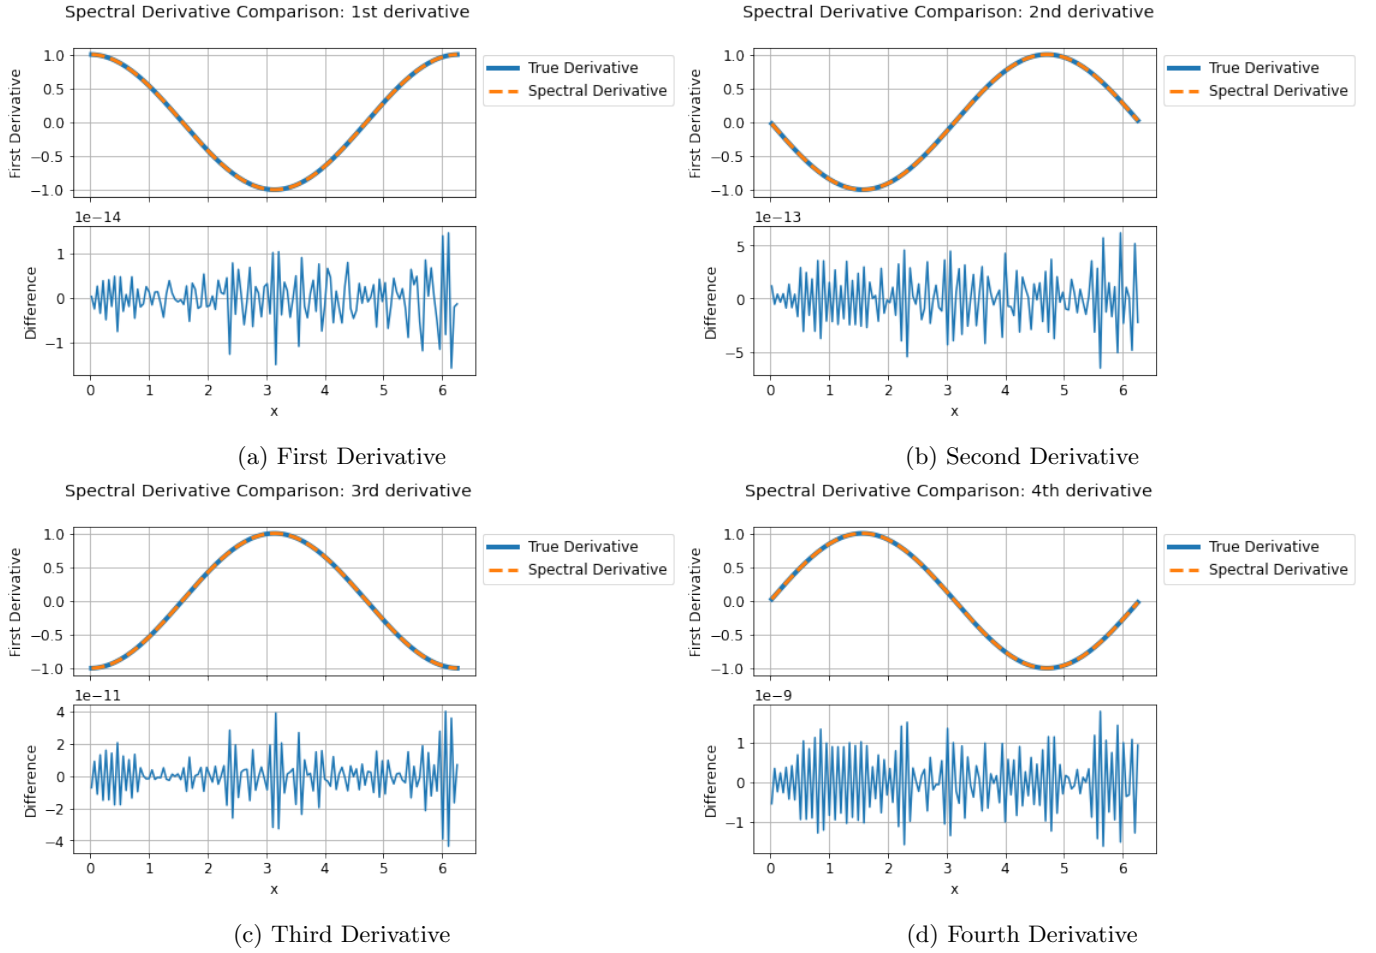 Spectral Derivative Comparison: 1st derivative
1.0
0.5
0.0
−0.5
−1.0
First Derivative
True Derivative
Spectral Derivative
1e−14
1
0
−1
Difference
0 1 2 3 4 5 6
x
(a) First Derivative
Spectral Derivative Comparison: 2nd derivative
1.0
0.5
0.0
−0.5
−1.0
First Derivative
True Derivative
Spectral Derivative
1e−13
5
0
−5
Difference
0 1 2 3 4 5 6
x
(b) Second Derivative
Spectral Derivative Comparison: 3rd derivative
1.0
0.5
0.0
−0.5
−1.0
First Derivative
True Derivative
Spectral Derivative
1e−11
4
2
0
−2
−4
Difference
0 1 2 3 4 5 6
x
(c) Third Derivative
Spectral Derivative Comparison: 4th derivative
1.0
0.5
0.0
−0.5
−1.0
First Derivative
True Derivative
Spectral Derivative
1e−9
1
0
−1
Difference
0 1 2 3 4 5 6
x
(d) Fourth Derivative